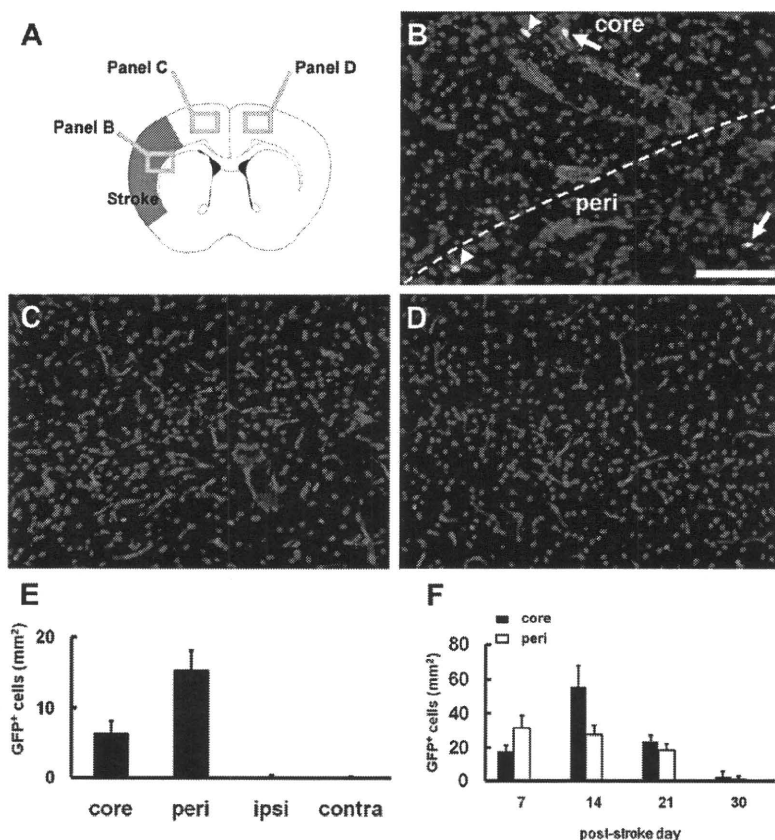 A
Panel C
Panel D
Panel B
Stroke
B
core
peri
C
D
E
GFP⁺ cells (mm²)
20
10
0
core
peri
ipsi
contra
F
core
peri
GFP⁺ cells (mm²)
80
60
40
20
0
7
14
21
30
post-stroke day